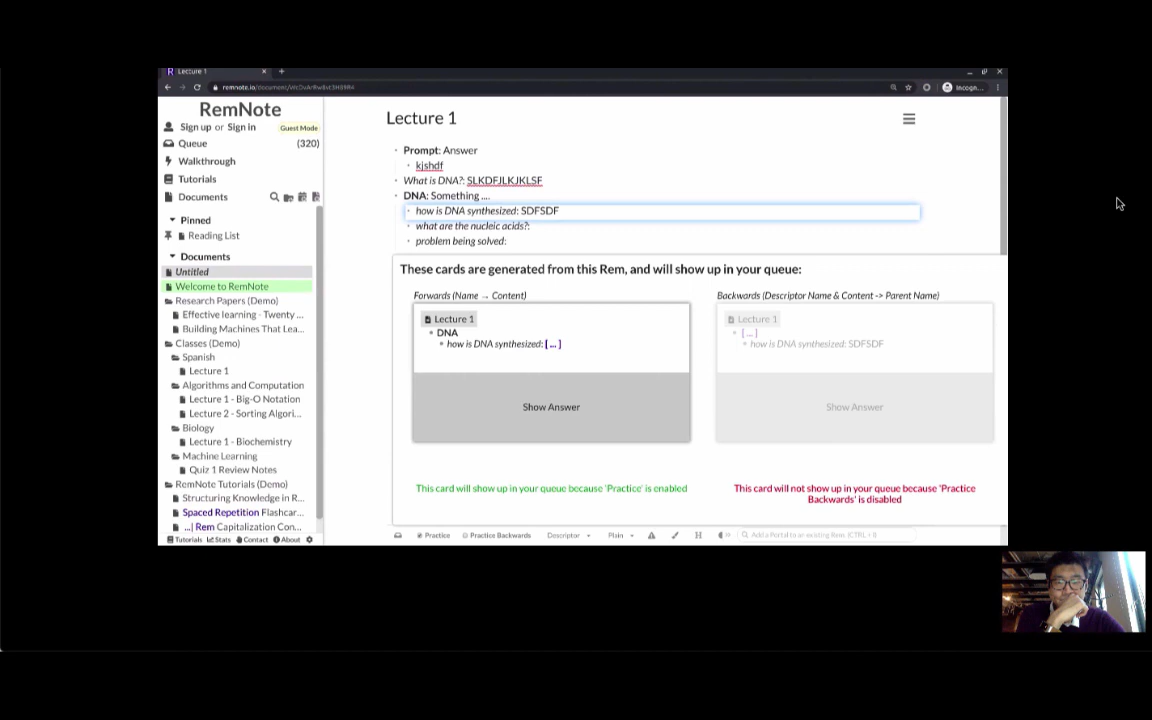 Lecture 1
RemNote
Sign up or Sign in
Guest Mode
Queue
(320)
Walkthrough
Tutorials
Documents
Pinned
Reading List
Documents
Untitled
Welcome to RemNote
Research Papers (Demo)
Effective learning - Twenty ...
Building Machines That Lea...
Classes (Demo)
Spanish
Lecture 1
Algorithms and Computation
Lecture 1 - Big-O Notation
Lecture 2 - Sorting Algori...
Biology
Lecture 1 - Biochemistry
Machine Learning
Quiz 1 Review Notes
RemNote Tutorials (Demo)
Structuring Knowledge in R...
Spaced Repetition Flashcar...
...| Rem Capitalization Con...
Tutorials Stats Contact About
Incogn...
Lecture 1
Prompt: Answer
kjshdf
What is DNA?: SLKDFJLKJKLSF
DNA: Something ....
how is DNA synthesized: SDFSDF
what are the nucleic acids?:
problem being solved:
These cards are generated from this Rem, and will show up in your queue:
Forwards (Name → Content)
Lecture 1
DNA
how is DNA synthesized: [ ... ]
Show Answer
This card will show up in your queue because 'Practice' is enabled
Backwards (Descriptor Name & Content -> Parent Name)
Lecture 1
[ ... ]
how is DNA synthesized: SDFSDF
Show Answer
This card will not show up in your queue because 'Practice
Backwards' is disabled
Practice Practice Backwards Descriptor Plain H Add a Portal to an existing Rem. (CTRL + I)